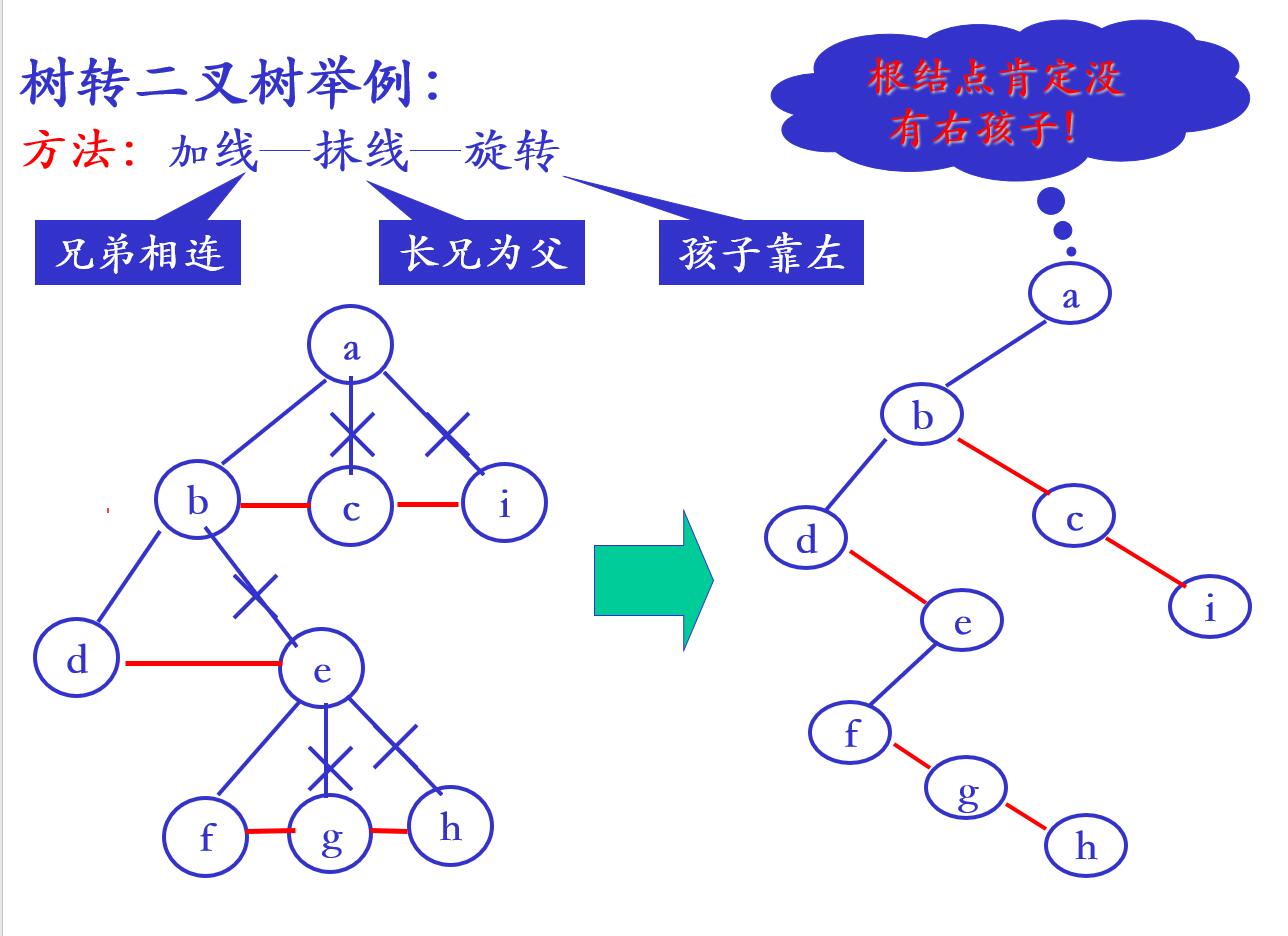 树转二叉树举例：
方法： 加线——抹线——旋转
兄弟相连
长兄为父
孩子靠左
根结点肯定没
有右孩子！
a
b
c
i
d
e
f
g
h
a
b
c
d
e
i
f
g
h